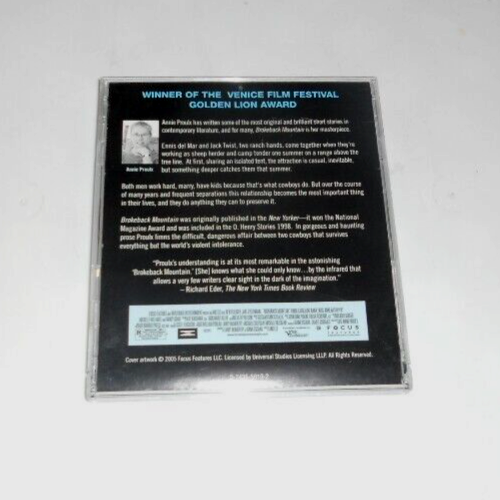 WINNER OF THE VENICE FILM FESTIVAL
GOLDEN LION AWARD
Annie Proulx has written some of the most original and brilliant short stories in
contemporary literature, and for many, Brokeback Mountain is her masterpiece.
Ennis del Mar and Jack Twist, two ranch hands, come together when they're
working as sheep herder and camp tender one summer on a range above the
tree line. At first, sharing an isolated tent, the attraction is casual, inevitable,
but something deeper catches them that summer.
Annie Proulx
Both men work hard, marry, have kids because that's what cowboys do. But over the course
of many years and frequent separations this relationship becomes the most important thing
in their lives, and they do anything they can to preserve it.
Brokeback Mountain was originally published in the New Yorker—it won the National
Magazine Award and was included in the O. Henry Stories 1998. In gorgeous and haunting
prose Proulx limns the difficult, dangerous affair between two cowboys that survives
everything but the world's violent intolerance.
"Proulx's understanding is at its most remarkable in the astonishing
'Brokeback Mountain.' [She] knows what she could only know...by the infrared that
allows a very few writers clear sight in the dark of the imagination."
— Richard Eder, The New York Times Book Review
FOCUS
FEATURES
Cover artwork © 2005 Focus Features LLC. Licensed by Universal Studios Licensing LLLP. All Rights Reserved.